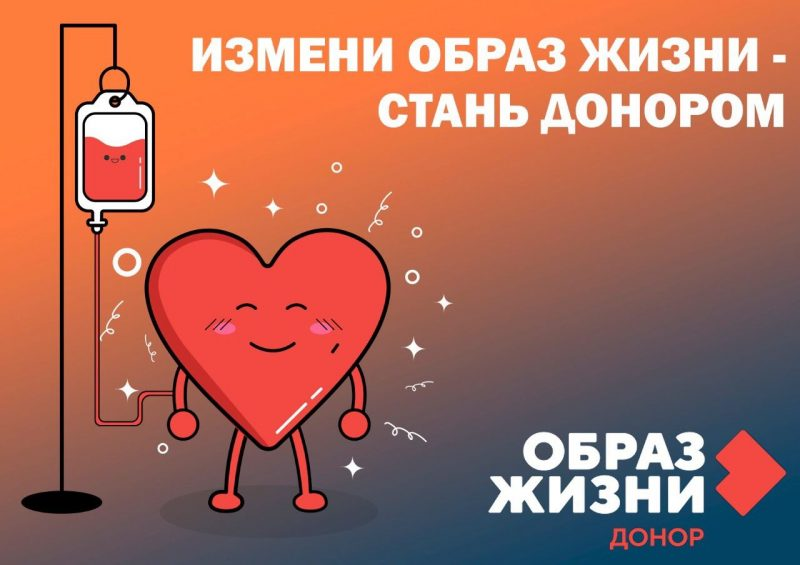 ИЗМЕНИ ОБРАЗ ЖИЗНИ -
СТАНЬ ДОНОРОМ
ОБРАЗ
ЖИЗНИ
ДОНОР